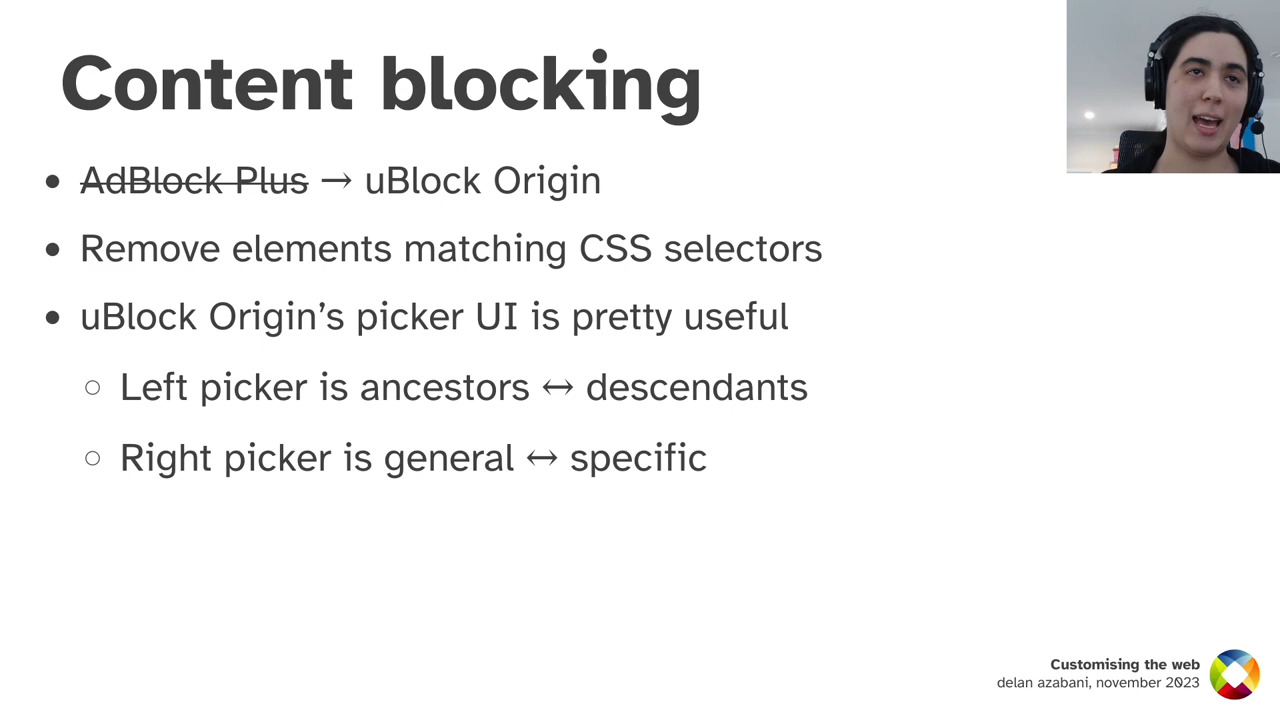 Content blocking
• AdBlock Plus → uBlock Origin
• Remove elements matching CSS selectors
• uBlock Origin’s picker UI is pretty useful
○ Left picker is ancestors ↔ descendants
○ Right picker is general ↔ specific
Customising the web
delan azabani, november 2023